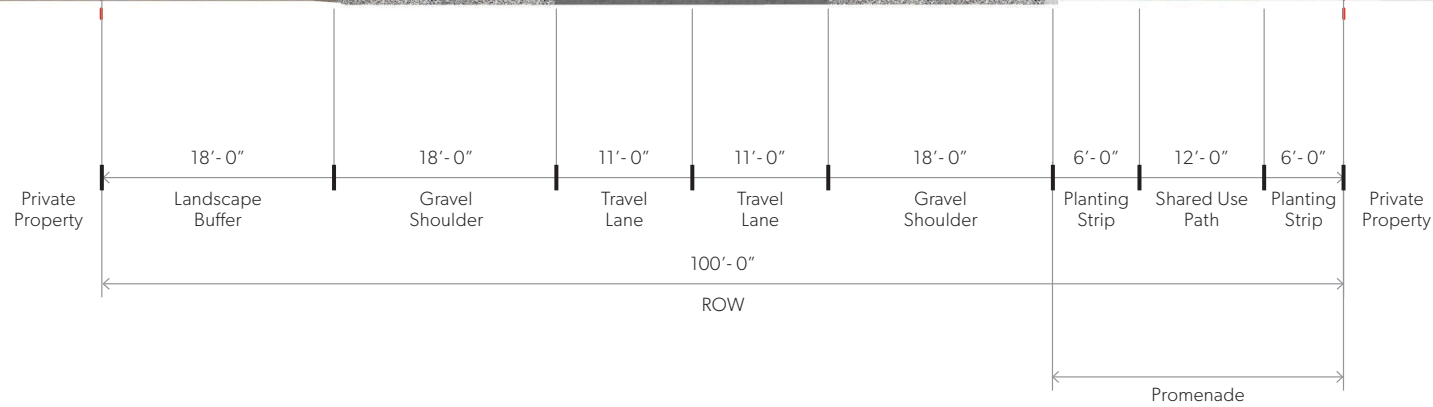 18’- 0” 18’- 0” 11’- 0” 11’- 0” 18’- 0” 6’- 0” 12’- 0” 6’- 0”
Private Landscape Gravel Travel Travel Gravel Planting Shared Use Planting Private
Property Buffer Shoulder Lane Lane Shoulder Strip Path Strip Property
100’- 0”
ROW
Promenade